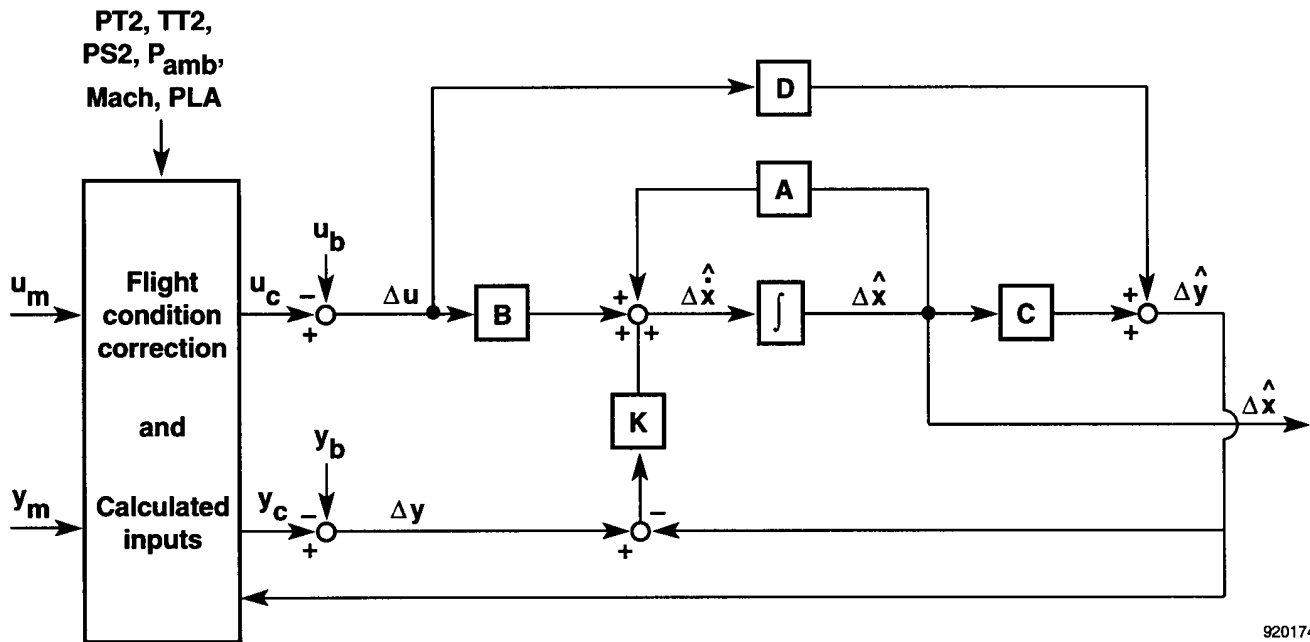 PT2, TT2,
PS2, P_amb,
Mach, PLA
D
A
u_b
u_m
Flight
condition
correction
u_c
−
+
Δu
B
+
+ +
Δx̂̇
∫
Δx̂
C
+
+
Δŷ
and
K
Δx̂
y_b
y_m
Calculated
inputs
y_c
−
+
Δy
−
+
920174